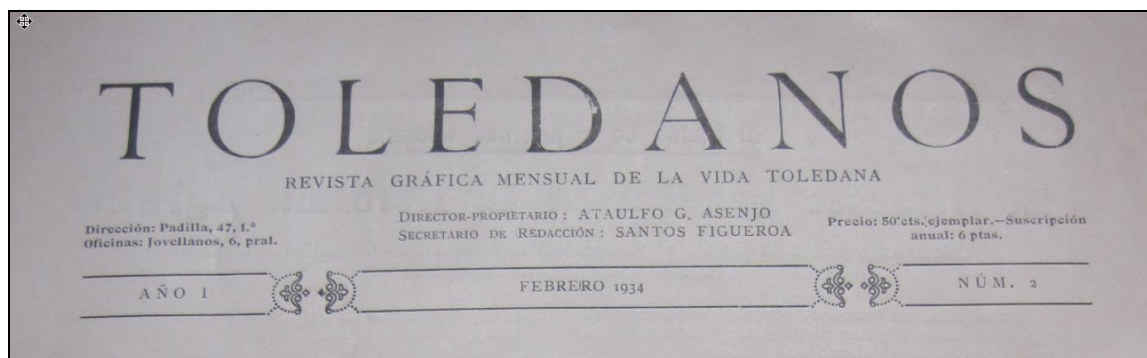 TOLEDANOS
REVISTA GRÁFICA MENSUAL DE LA VIDA TOLEDANA
Dirección: Padilla, 47, 1.º
Oficinas: Jovellanos, 6, pral.
DIRECTOR-PROPIETARIO: ATAULFO G. ASENJO
SECRETARIO DE REDACCIÓN: SANTOS FIGUEROA
Precio: 50 cts. ejemplar.—Suscripción
anual: 6 ptas.
AÑO I
FEBRERO 1934
NÚM. 2